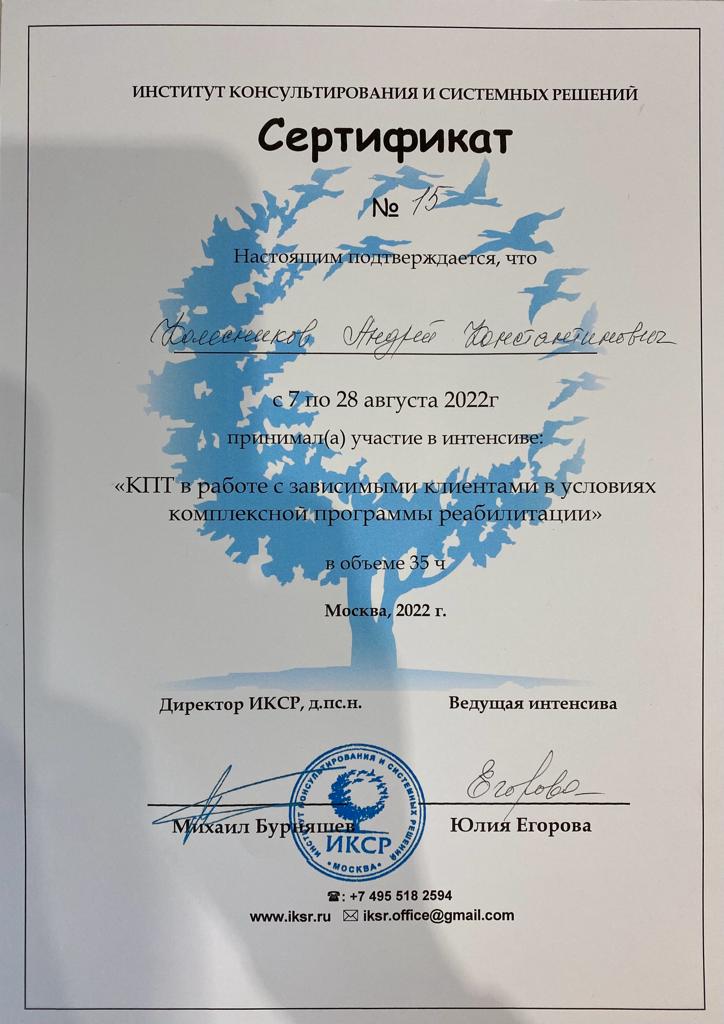 ИНСТИТУТ КОНСУЛЬТИРОВАНИЯ И СИСТЕМНЫХ РЕШЕНИЙ
Сертификат
№ 15
Настоящим подтверждается, что
Колесников Андрей Константинович
с 7 по 28 августа 2022г
принимал(а) участие в интенсиве:
«КПТ в работе с зависимыми клиентами в условиях
комплексной программы реабилитации»
в объеме 35 ч
Москва, 2022 г.
Директор ИКСР, д.пс.н. Ведущая интенсива
Егорова
Михаил Бурняшев Юлия Егорова
ИНСТИТУТ КОНСУЛЬТИРОВАНИЯ И СИСТЕМНЫХ РЕШЕНИЙ
ИКСР
• МОСКВА •
☎: +7 495 518 2594
www.iksr.ru ✉ iksr.office@gmail.com